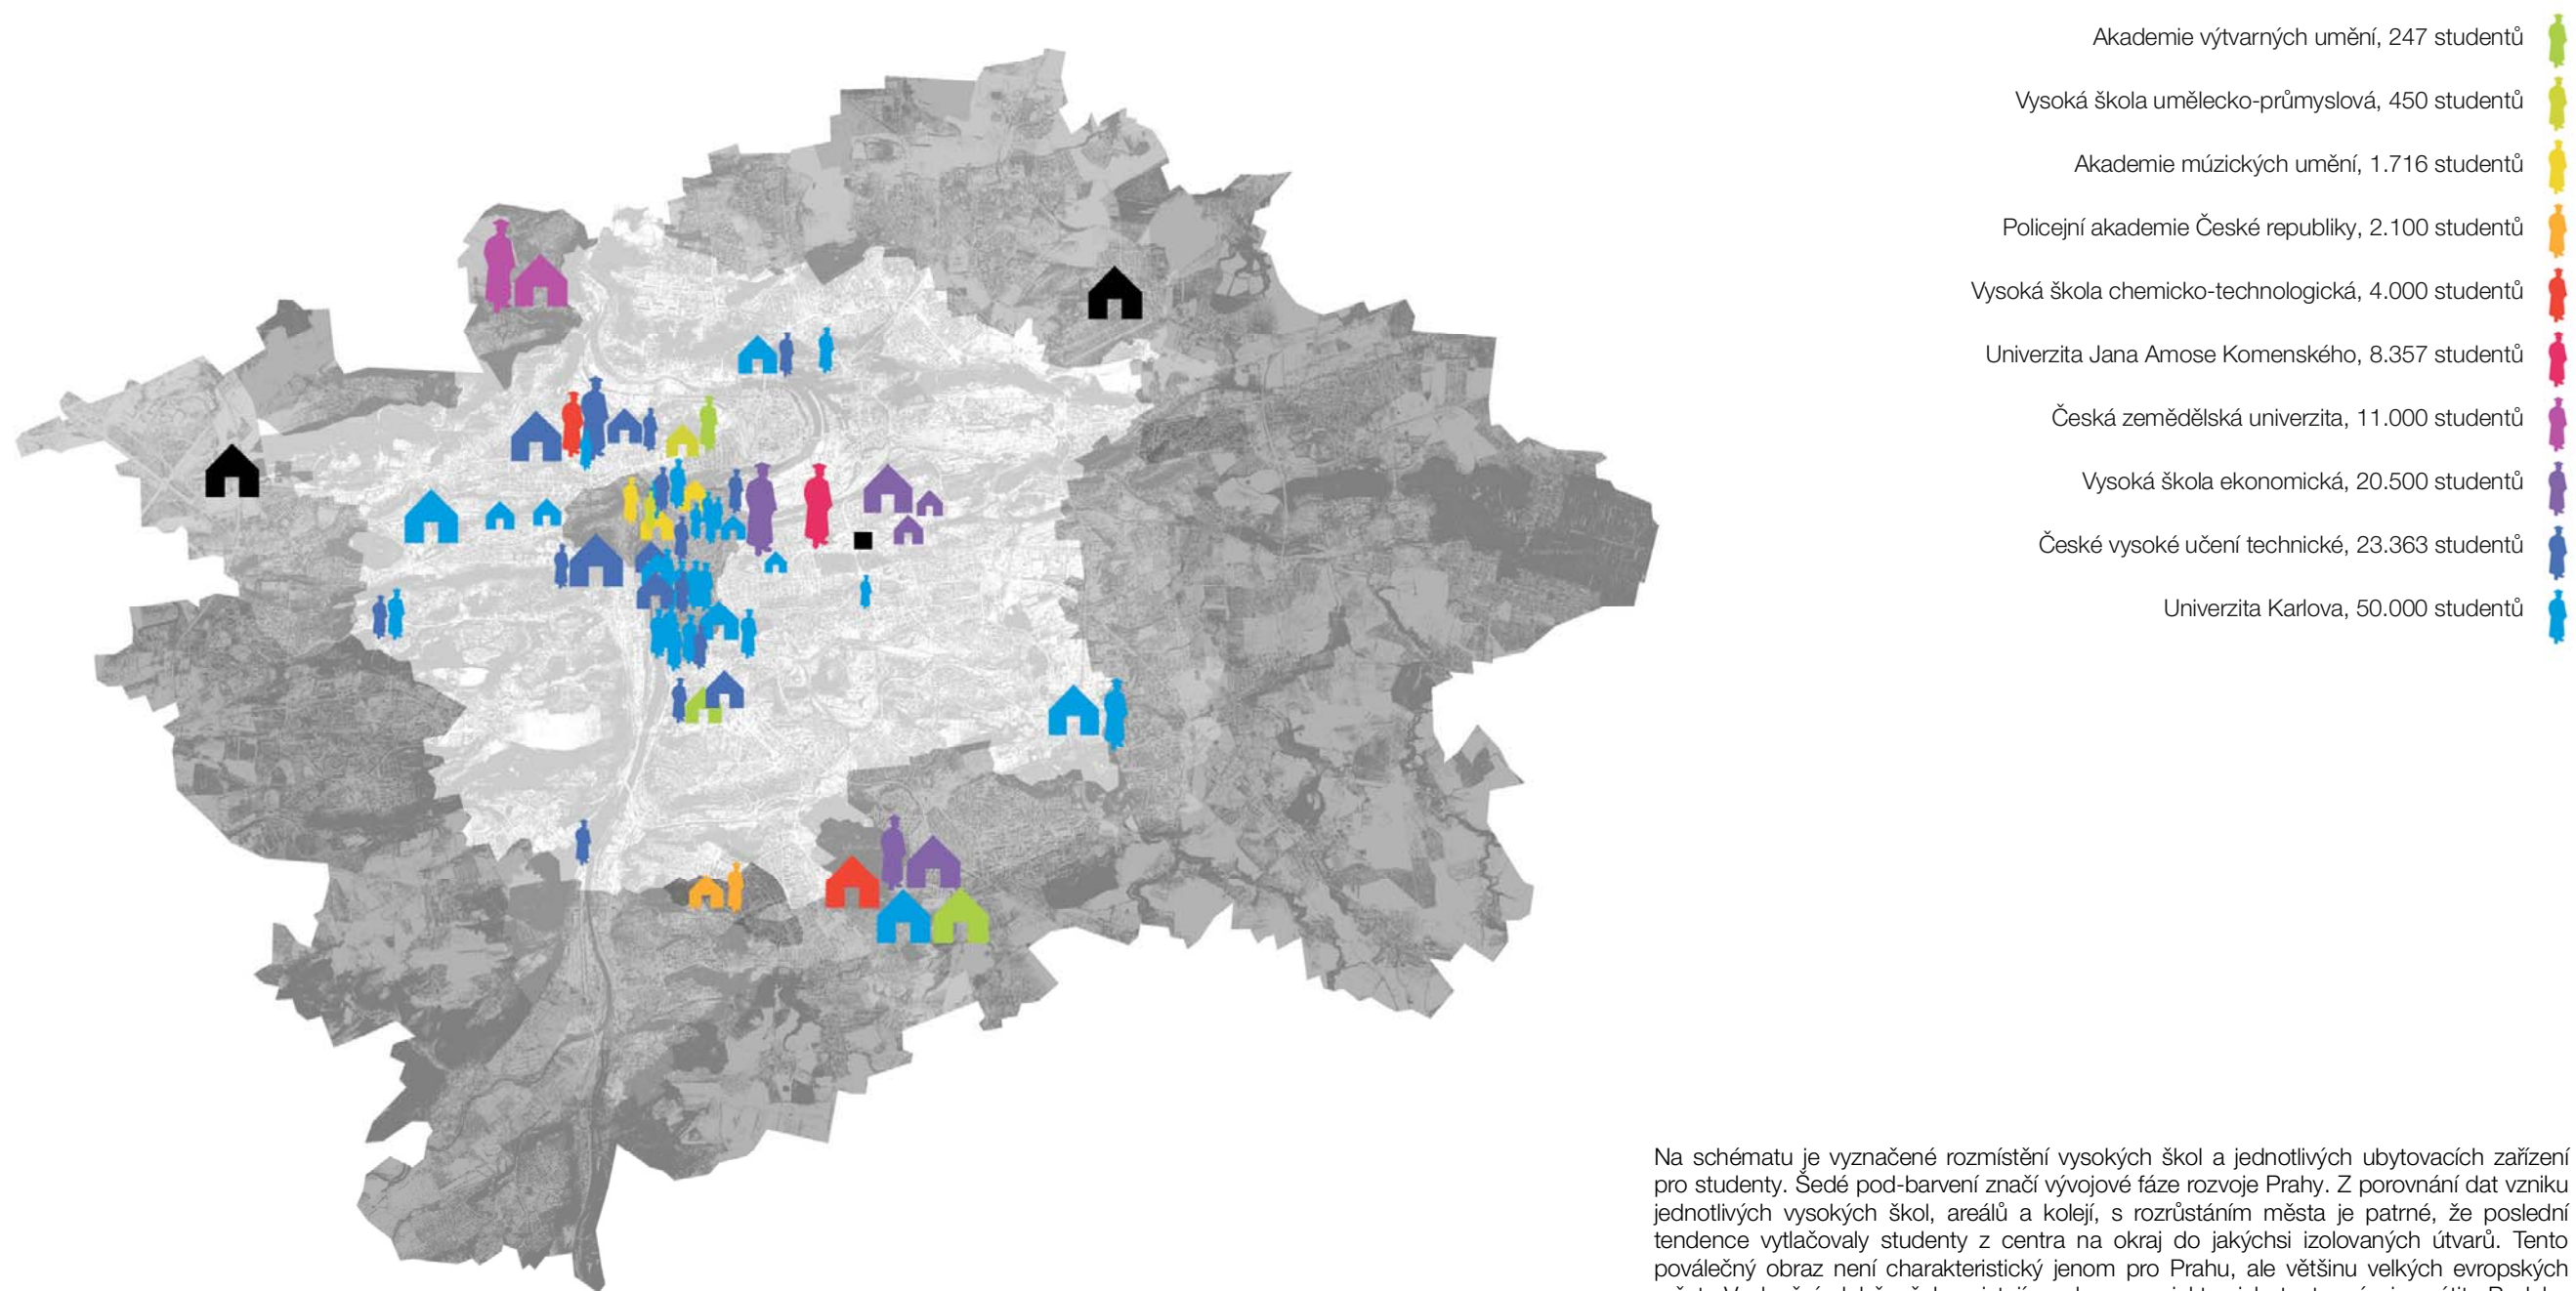 Akademie výtvarných umění, 247 studentů
Vysoká škola umělecko-průmyslová, 450 studentů
Akademie múzických umění, 1.716 studentů
Policejní akademie České republiky, 2.100 studentů
Vysoká škola chemicko-technologická, 4.000 studentů
Univerzita Jana Amose Komenského, 8.357 studentů
Česká zemědělská univerzita, 11.000 studentů
Vysoká škola ekonomická, 20.500 studentů
České vysoké učení technické, 23.363 studentů
Univerzita Karlova, 50.000 studentů
Na schématu je vyznačené rozmístění vysokých škol a jednotlivých ubytovacích zařízení
pro studenty. Šedé pod-barvení značí vývojové fáze rozvoje Prahy. Z porovnání dat vzniku
jednotlivých vysokých škol, areálů a kolejí, s rozrůstáním města je patrné, že poslední
tendence vytlačovaly studenty z centra na okraj do jakýchsi izolovaných útvarů. Tento
poválečný obraz není charakteristický jenom pro Prahu, ale většinu velkých evropských